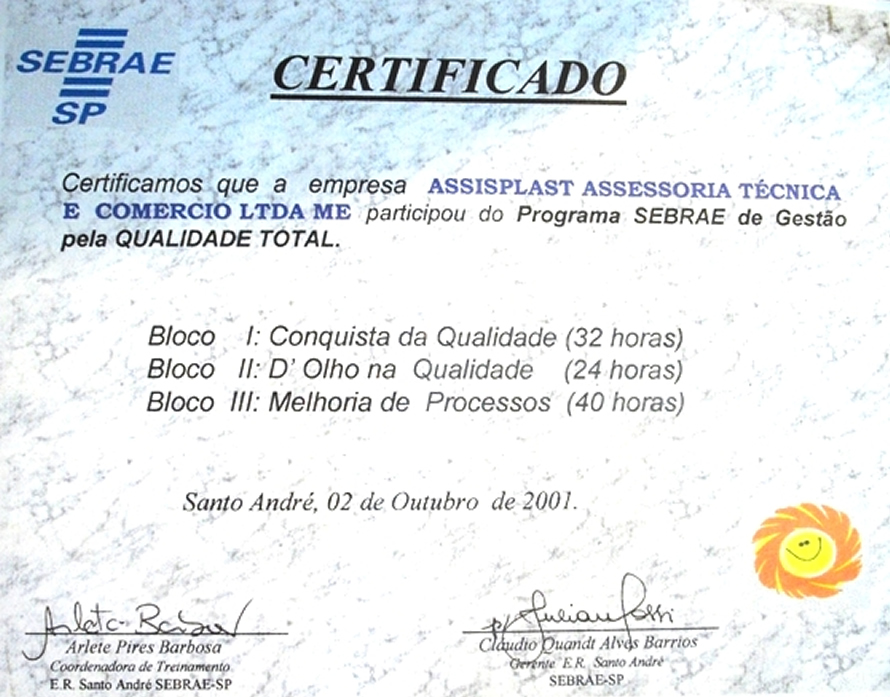 SEBRAE
SP
CERTIFICADO
Certificamos que a empresa ASSISPLAST ASSESSORIA TÉCNICA
E COMERCIO LTDA ME participou do Programa SEBRAE de Gestão
pela QUALIDADE TOTAL.
Bloco I: Conquista da Qualidade (32 horas)
Bloco II: D' Olho na Qualidade (24 horas)
Bloco III: Melhoria de Processos (40 horas)
Santo André, 02 de Outubro de 2001.
Arlete Pires Barbosa
Coordenadora de Treinamento
E.R. Santo André SEBRAE-SP
Cláudio Quandt Alves Barrios
Gerente E.R. Santo André
SEBRAE-SP